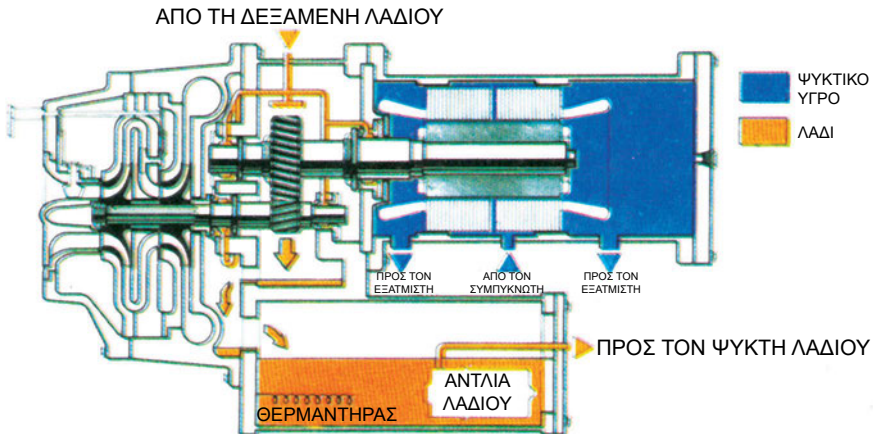 ΑΠΟ ΤΗ ΔΕΞΑΜΕΝΗ ΛΑΔΙΟΥ
ΨΥΚΤΙΚΟ
ΥΓΡΟ
ΛΑΔΙ
ΠΡΟΣ ΤΟΝ
ΕΞΑΤΜΙΣΤΗ
ΑΠΟ ΤΟΝ
ΣΥΜΠΥΚΝΩΤΗ
ΠΡΟΣ ΤΟΝ
ΕΞΑΤΜΙΣΤΗ
ΠΡΟΣ ΤΟΝ ΨΥΚΤΗ ΛΑΔΙΟΥ
ΑΝΤΛΙΑ
ΛΑΔΙΟΥ
ΘΕΡΜΑΝΤΗΡΑΣ